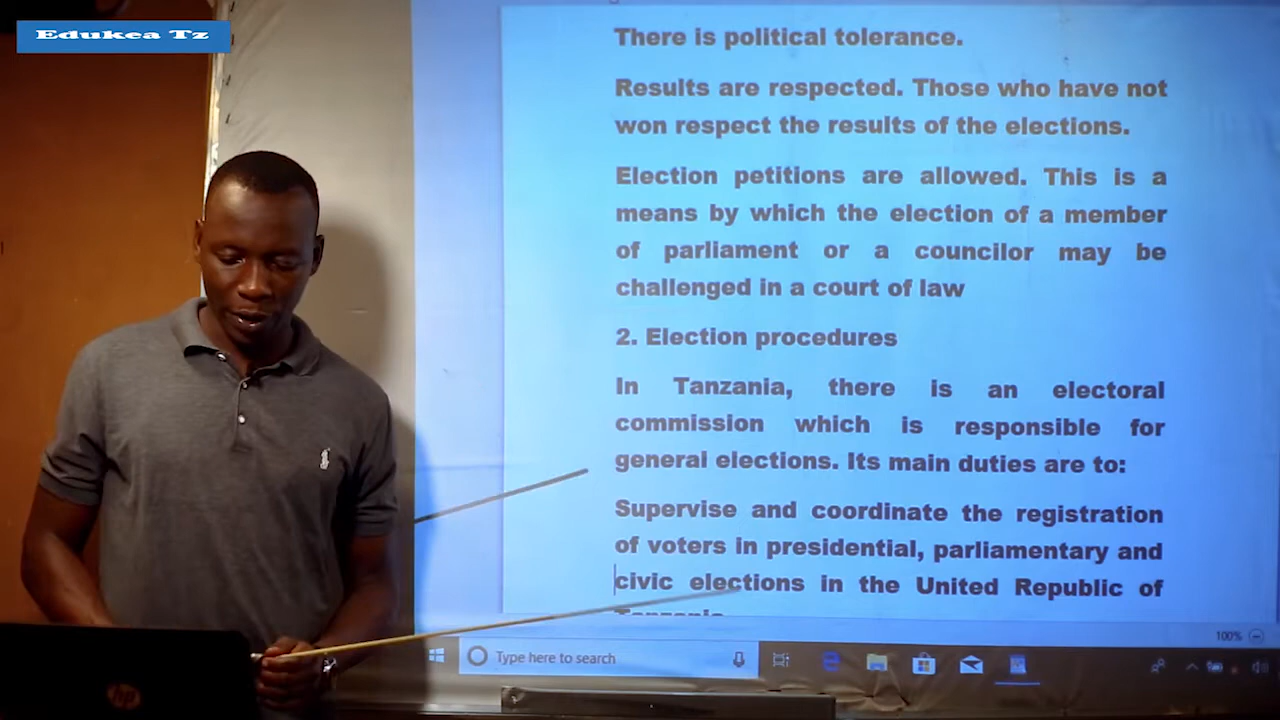 Edukea Tz
There is political tolerance.
Results are respected. Those who have not
won respect the results of the elections.
Election petitions are allowed. This is a
means by which the election of a member
of parliament or a councilor may be
challenged in a court of law
2. Election procedures
In Tanzania, there is an electoral
commission which is responsible for
general elections. Its main duties are to:
Supervise and coordinate the registration
of voters in presidential, parliamentary and
civic elections in the United Republic of
Tanzania
100%
Type here to search
hp